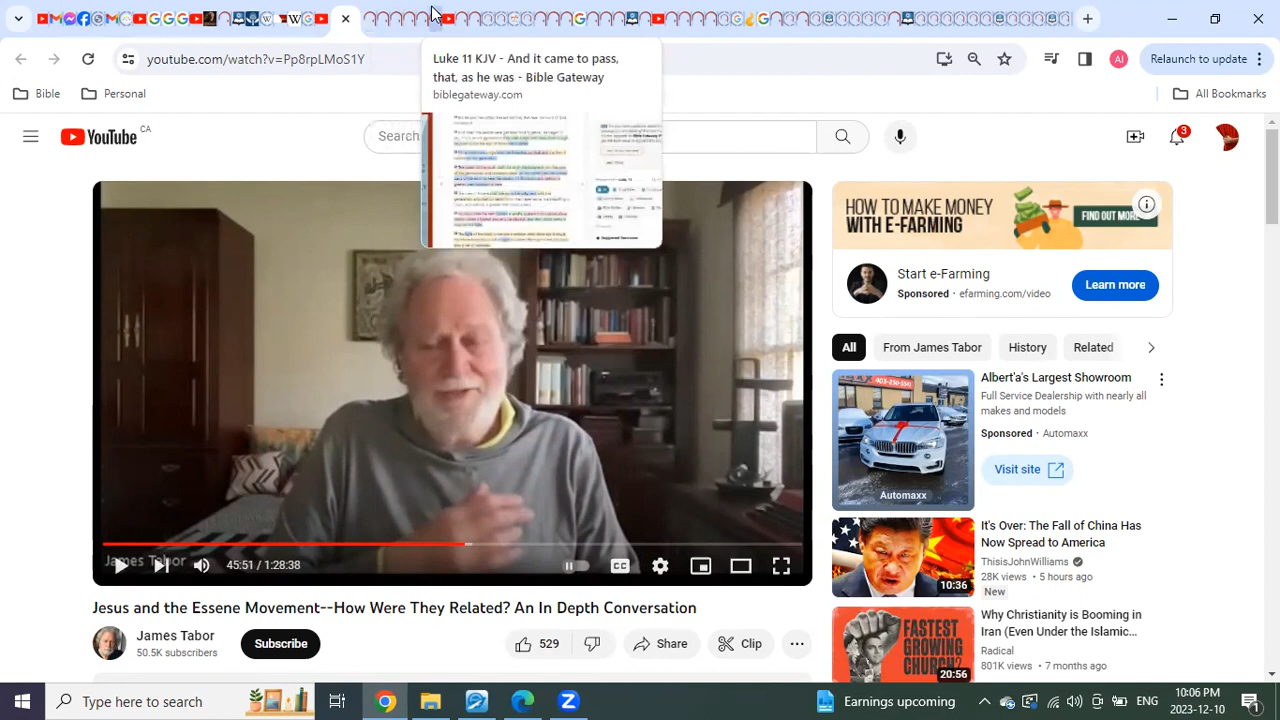 youtube.com/watch?v=Pp8rpLMoS1Y
Relaunch to update
AI
Bible
Personal
All Bookmarks
Luke 11 KJV - And it came to pass,
that, as he was - Bible Gateway
biblegateway.com
YouTube CA
Search
HOW TO MAKE MONEY
WITH E-FARMING
FIND OUT MORE
Start e-Farming
Sponsored · efarming.com/video
Learn more
All
From James Tabor
History
Related
Albert'a's Largest Showroom
Full Service Dealership with nearly all
makes and models
Sponsored · Automaxx
Visit site
Automaxx
It's Over: The Fall of China Has
Now Spread to America
ThisisJohnWilliams
28K views • 5 hours ago
New
10:36
Why Christianity is Booming in
Iran (Even Under the Islamic...
Radical
801K views • 7 months ago
FASTEST
GROWING
CHURCH?
20:56
James Tabor
45:51 / 1:28:38
CC
Jesus and the Essene Movement--How Were They Related? An In Depth Conversation
James Tabor
50.5K subscribers
Subscribe
529
Share
Clip
Type here to search
Earnings upcoming
ENG
10:06 PM
2023-12-10
1